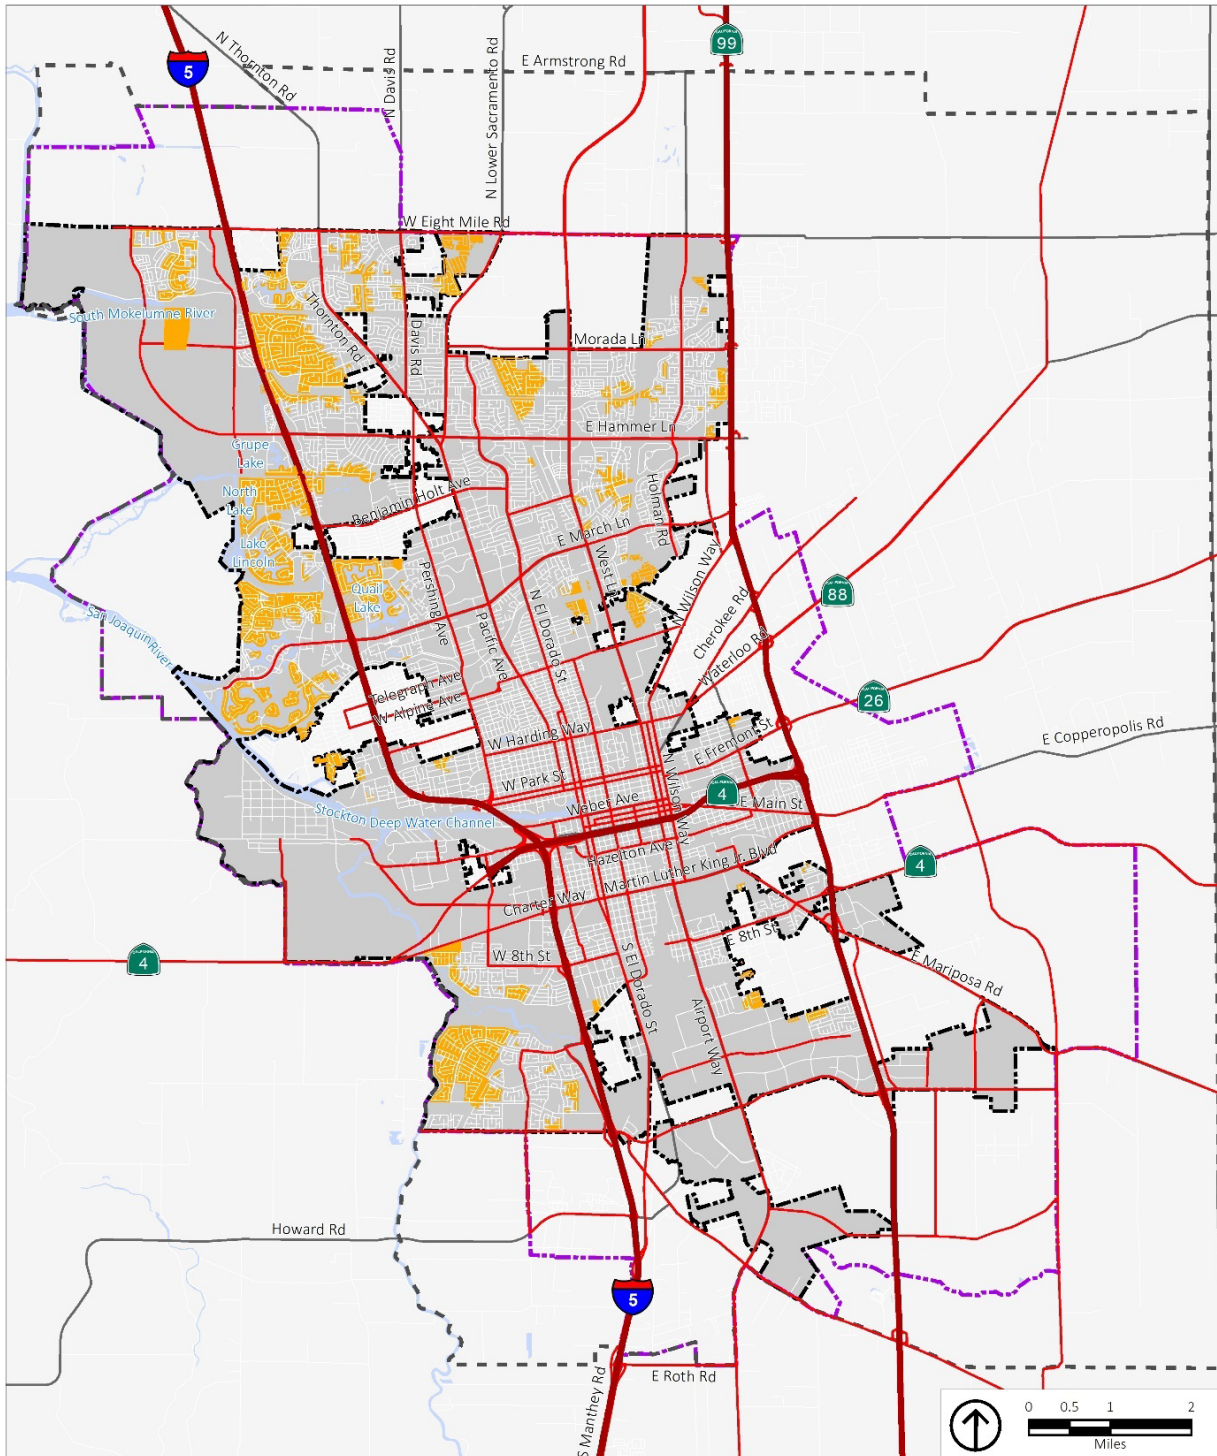 CALIFORNIA
99
5
N Thornton Rd
N Davis Rd
N Lower Sacramento Rd
E Armstrong Rd
W Eight Mile Rd
South Mokelumne River
Thornton Rd
Davis Rd
Morada Ln
E Hammer Ln
Grupe
Lake
North
Lake
Lake
Lincoln
Benjamin Holt Ave
Holman Rd
E March Ln
West Ln
N Wilson Way
Quail
Lake
Pershing Ave
Pacific Ave
N El Dorado St
Cherokee Rd
Waterloo Rd
CALIFORNIA
88
San Joaquin River
Telegraph Ave
W Alpine Ave
CALIFORNIA
26
W Harding Way
E Fremont St
E Copperopolis Rd
W Park St
N Wilson Way
Weber Ave
CALIFORNIA
4
E Main St
Stockton Deep Water Channel
Hazelton Ave
Martin Luther King Jr. Blvd
CALIFORNIA
4
Charter Way
E 8th St
W 8th St
CALIFORNIA
4
S El Dorado St
E Mariposa Rd
Airport Way
Howard Rd
5
E Roth Rd
S Manthey Rd
0 0.5 1 2
Miles